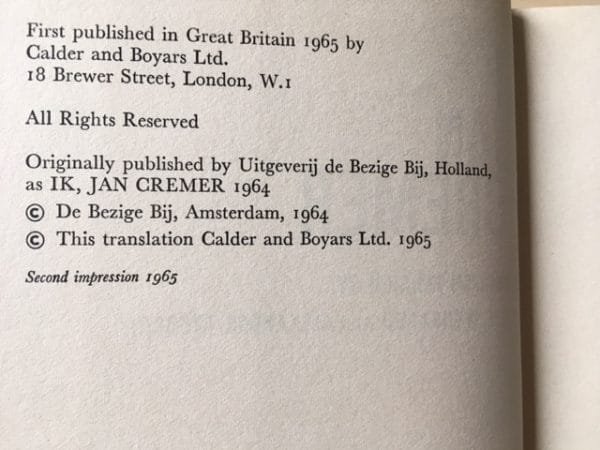 First published in Great Britain 1965 by
Calder and Boyars Ltd.
18 Brewer Street, London, W.1
All Rights Reserved
Originally published by Uitgeverij de Bezige Bij, Holland,
as IK, JAN CREMER 1964
© De Bezige Bij, Amsterdam, 1964
© This translation Calder and Boyars Ltd. 1965
Second impression 1965